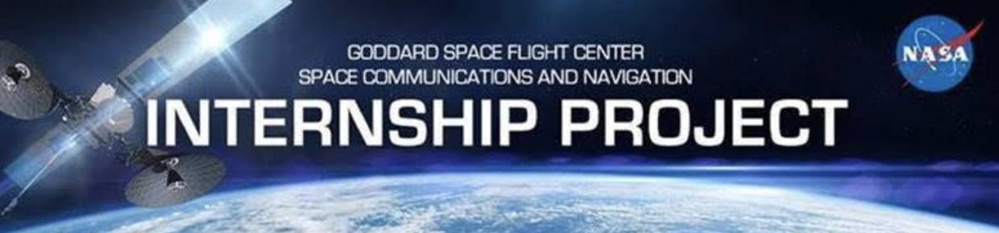 GODDARD SPACE FLIGHT CENTER
SPACE COMMUNICATIONS AND NAVIGATION
INTERNSHIP PROJECT
NASA